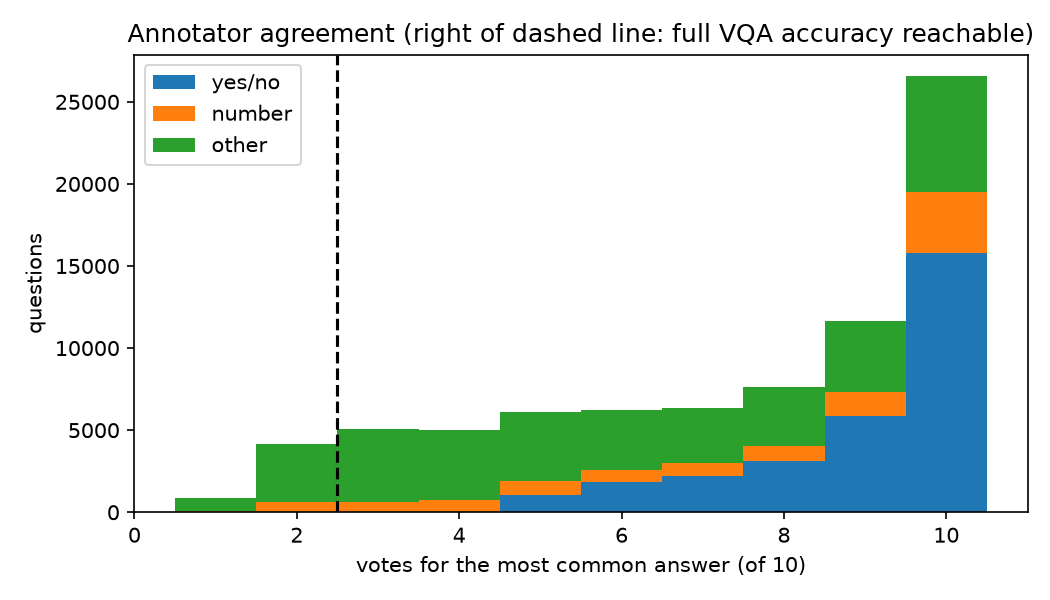 Annotator agreement (right of dashed line: full VQA accuracy reachable)
yes/no
number
other
25000
20000
15000
10000
5000
0
questions
0 2 4 6 8 10
votes for the most common answer (of 10)